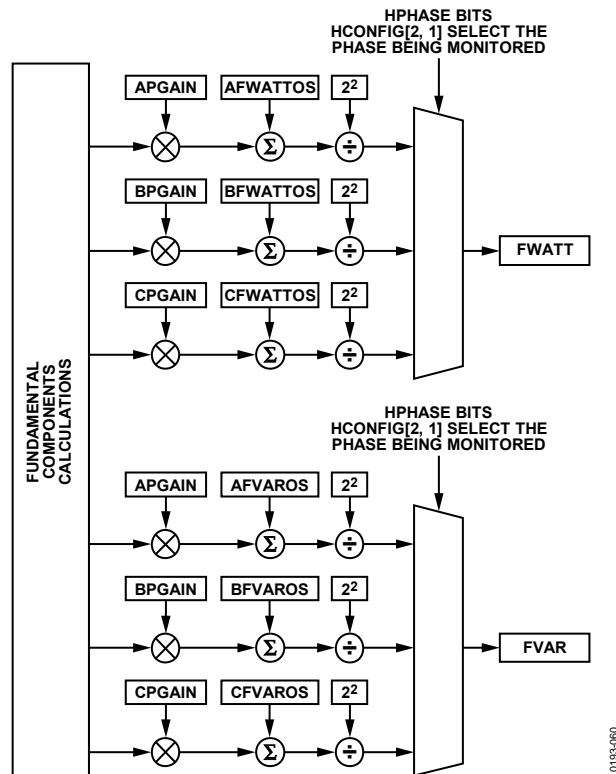 HPHASE BITS
HCONFIG[2, 1] SELECT THE
PHASE BEING MONITORED
APGAIN AFWATTOS 2²
Σ ÷
BPGAIN BFWATTOS 2²
Σ ÷
FWATT
CPGAIN CFWATTOS 2²
Σ ÷
FUNDAMENTAL
COMPONENTS
CALCULATIONS
HPHASE BITS
HCONFIG[2, 1] SELECT THE
PHASE BEING MONITORED
APGAIN AFVAROS 2²
Σ ÷
BPGAIN BFVAROS 2²
Σ ÷
FVAR
CPGAIN CFVAROS 2²
Σ ÷